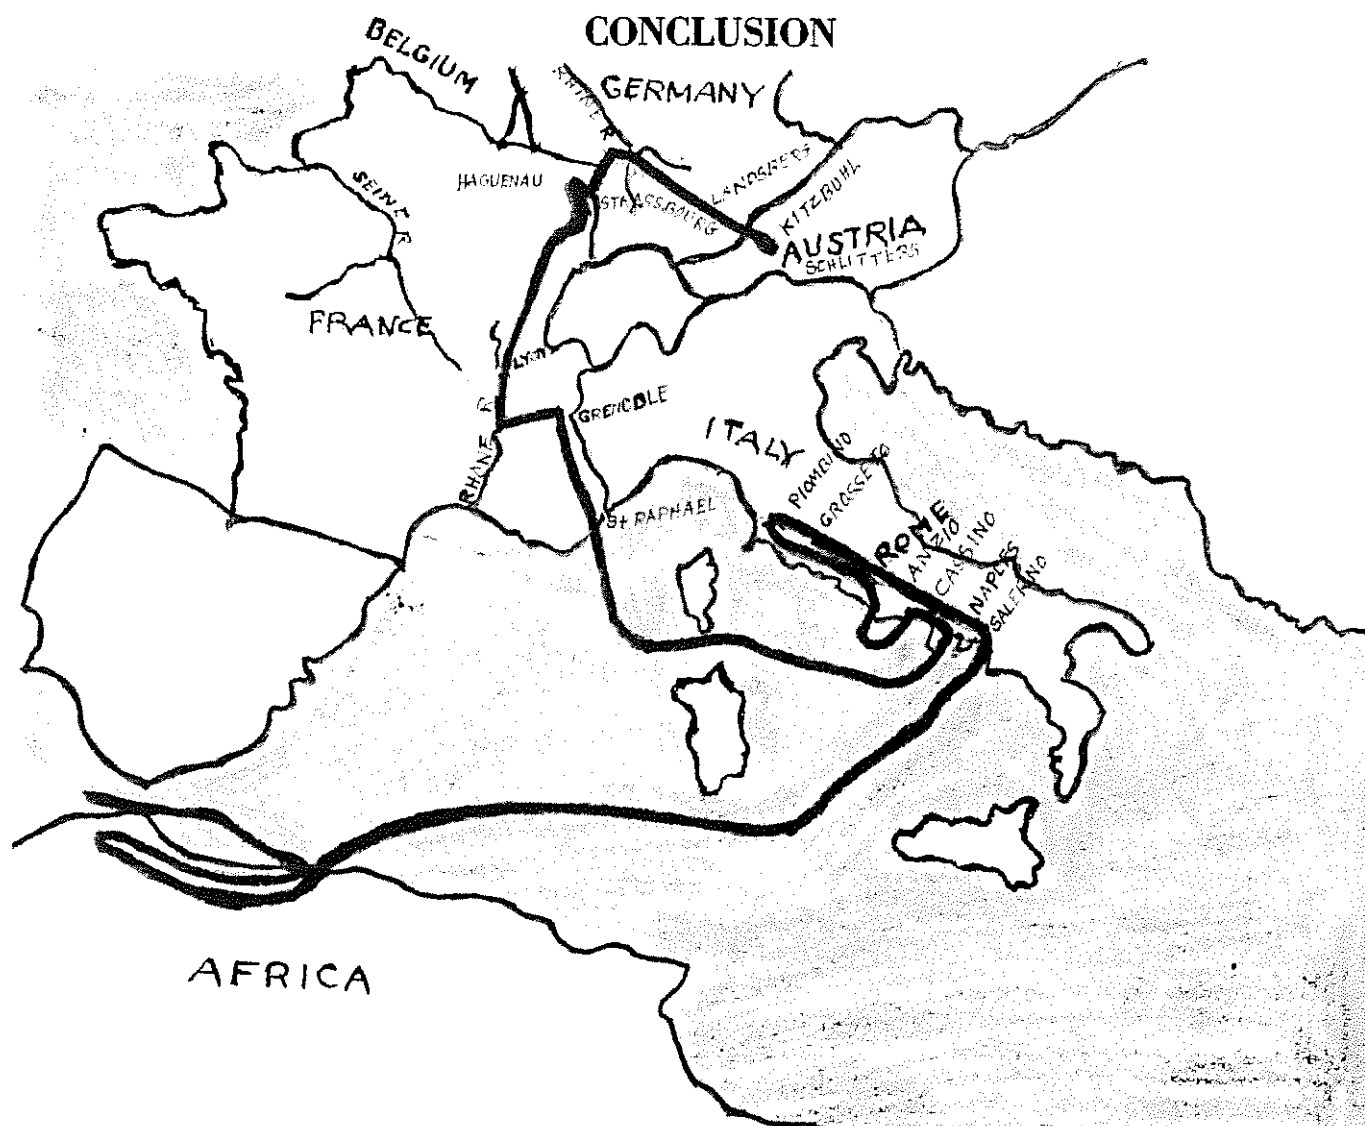 CONCLUSION
BELGIUM
RHINE R
GERMANY
HAGUENAU
SEINE R
STRASSBOURG
LANDSBERG
KITZBUHL
AUSTRIA
SCHLITTERS
FRANCE
LYON
GRENOBLE
RHONE R
ITALY
PIOMBINO
GROSSETO
St RAPHAEL
ROME
ANZIO
CASSINO
NAPLES
SALERNO
AFRICA